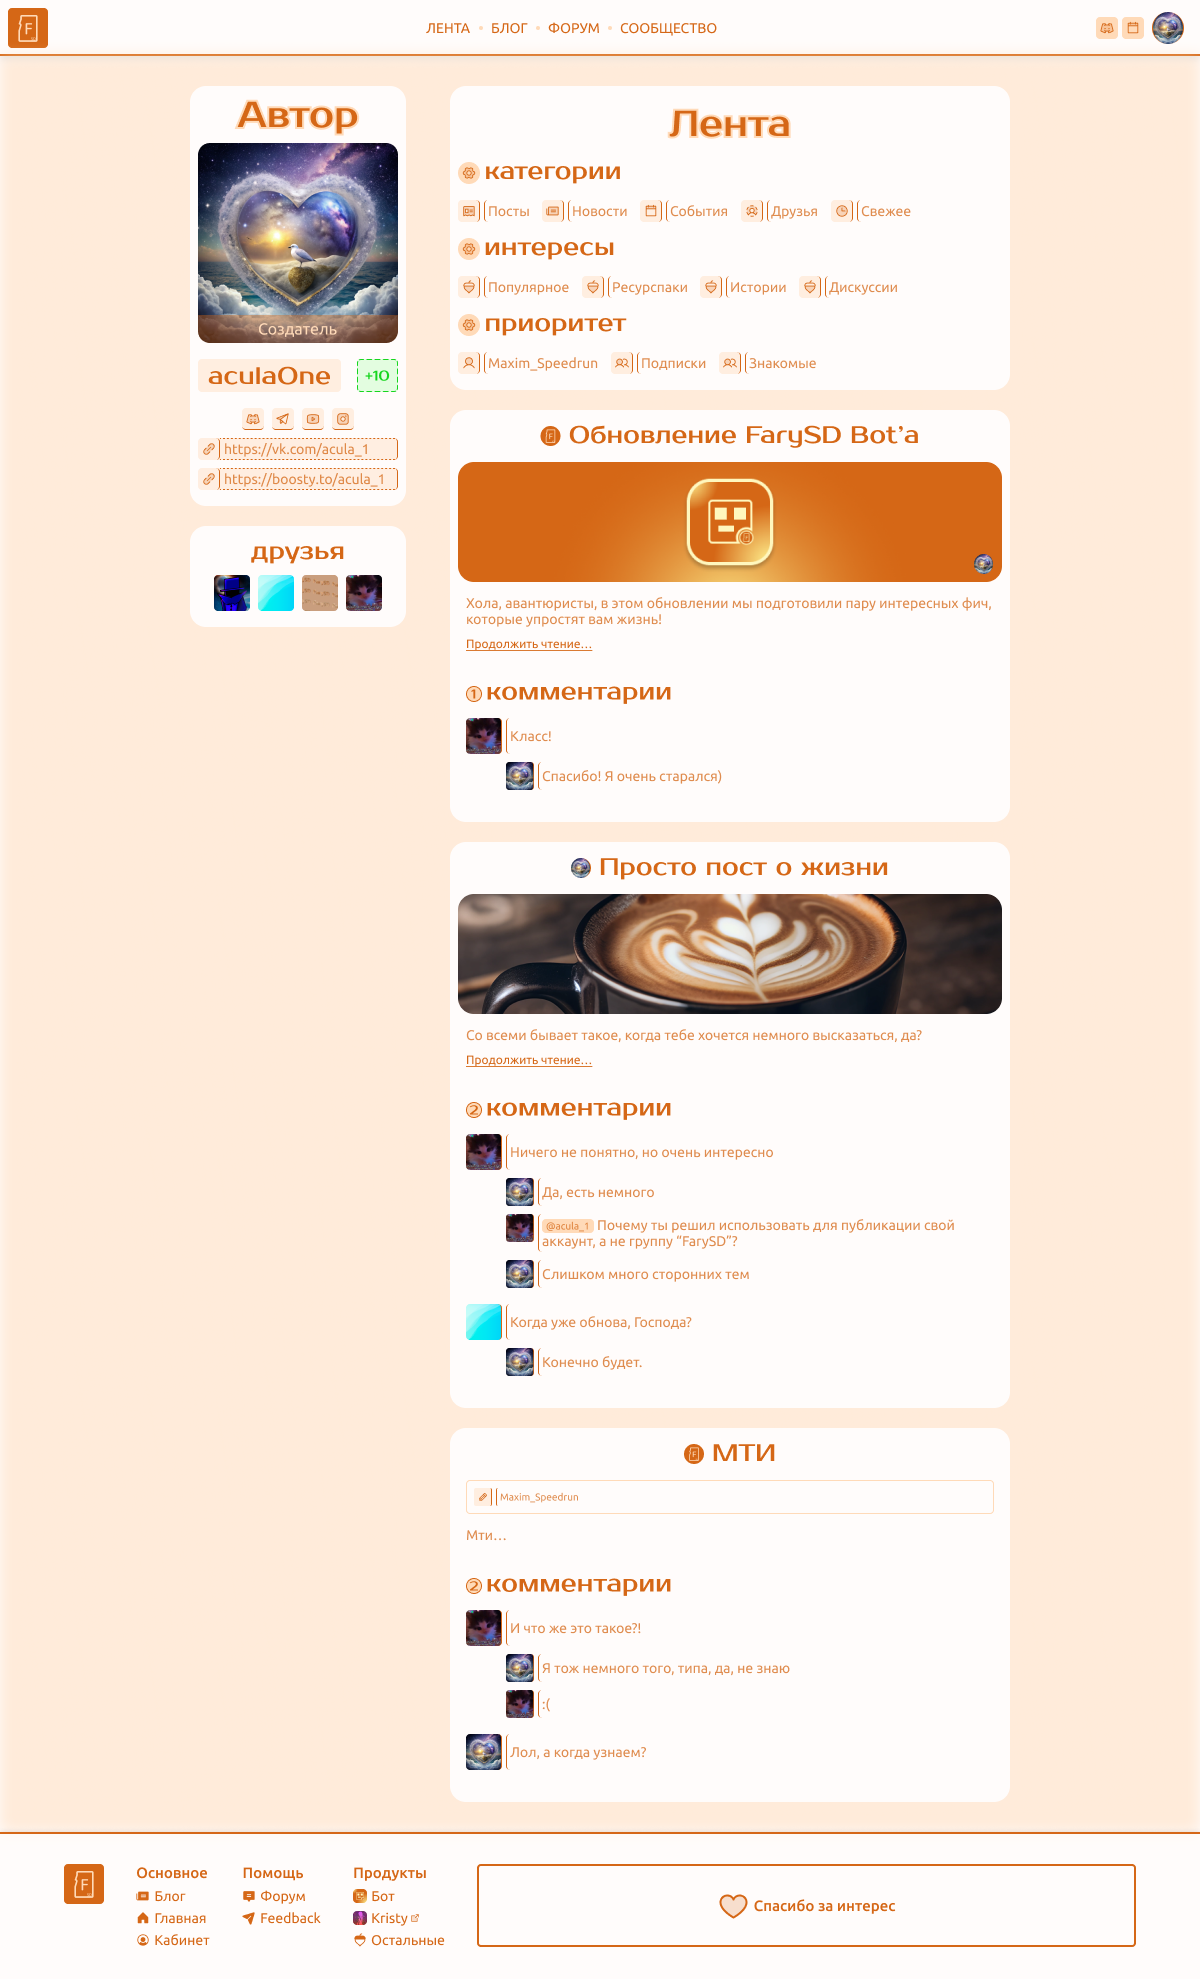 F
ЛЕНТА • БЛОГ • ФОРУМ • СООБЩЕСТВО
Автор
Создатель
aculaOne
+10
https://vk.com/acula_1
https://boosty.to/acula_1
друзья
Лента
категории
Посты Новости События Друзья Свежее
интересы
Популярное Ресурспаки Истории Дискуссии
приоритет
Maxim_Speedrun Подписки Знакомые
Обновление FarySD Bot’a
Хола, авантюристы, в этом обновлении мы подготовили пару интересных фич,
которые упростят вам жизнь!
Продолжить чтение...
1 комментарии
Класс!
Спасибо! Я очень старался)
Просто пост о жизни
Со всеми бывает такое, когда тебе хочется немного высказаться, да?
Продолжить чтение...
2 комментарии
Ничего не понятно, но очень интересно
Да, есть немного
@acula_1 Почему ты решил использовать для публикации свой
аккаунт, а не группу “FarySD”?
Слишком много сторонних тем
Когда уже обнова, Господа?
Конечно будет.
МТИ
Maxim_Speedrun
Мти...
2 комментарии
И что же это такое?!
Я тож немного того, типа, да, не знаю
:(
Лол, а когда узнаем?
F
Основное
Блог
Главная
Кабинет
Помощь
Форум
Feedback
Продукты
Бот
Kristy
Остальные
Спасибо за интерес